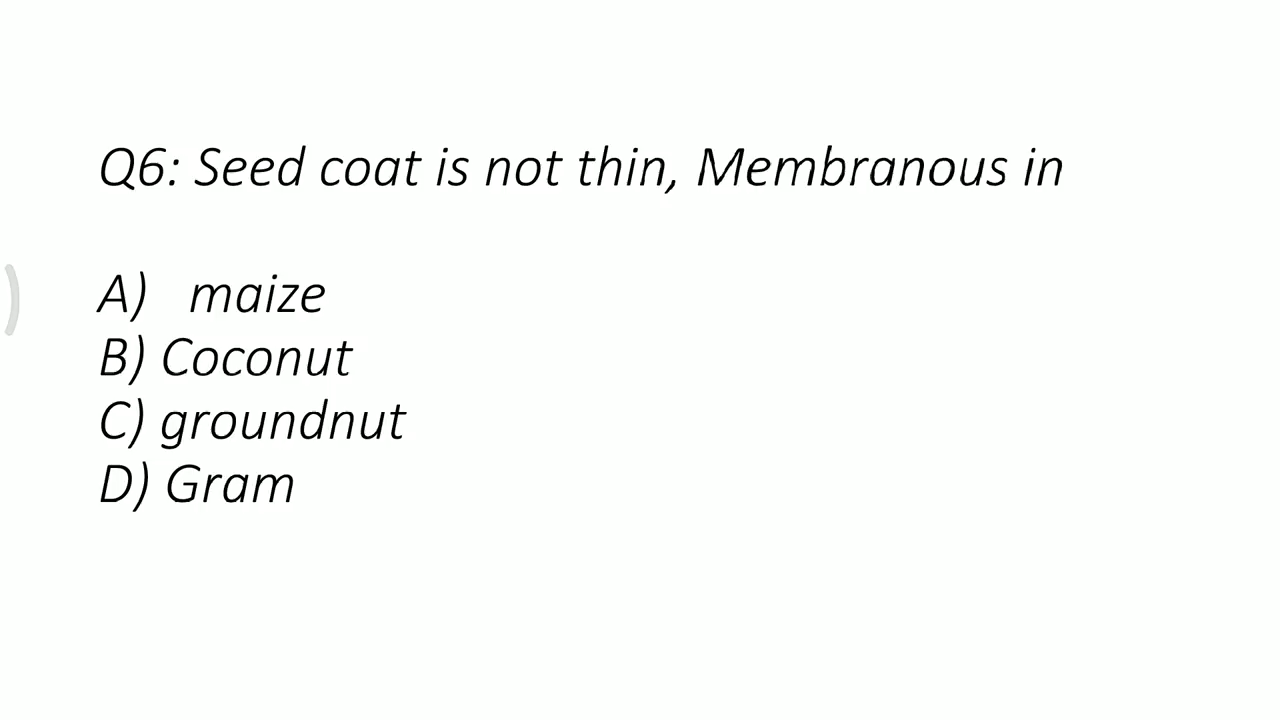 Q6: Seed coat is not thin, Membranous in
A) maize
B) Coconut
C) groundnut
D) Gram